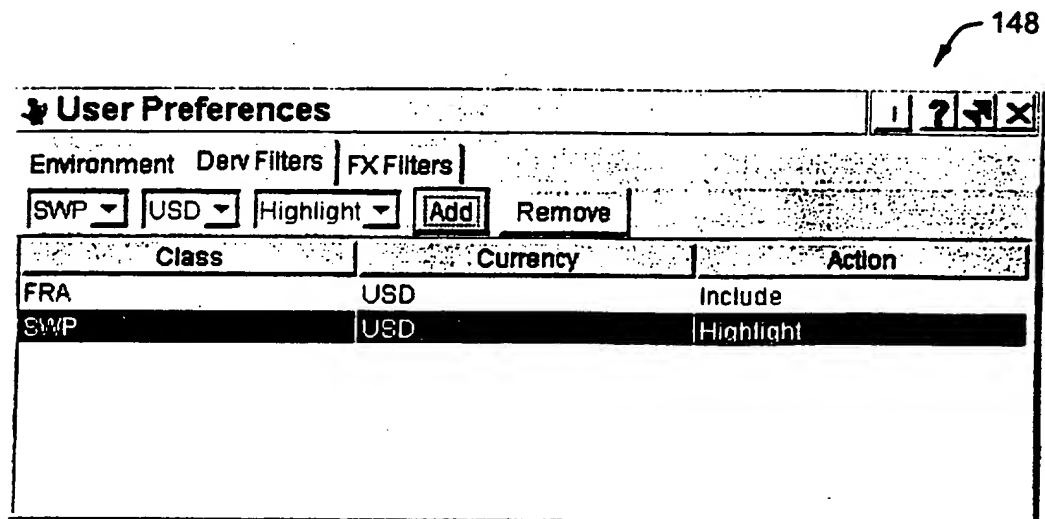 148
User Preferences ? X
Environment Derv Filters FX Filters
SWP USD Highlight Add Remove
Class Currency Action
FRA USD Include
SWP USD Highlight